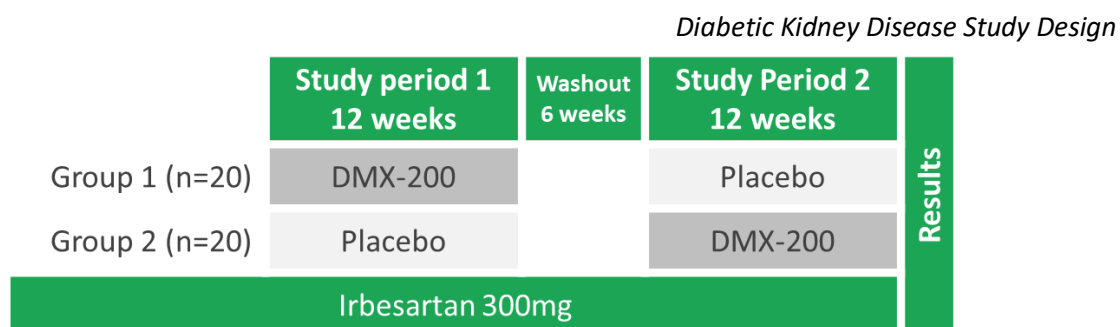 Diabetic Kidney Disease Study Design
Study period 1
12 weeks
Washout
6 weeks
Study Period 2
12 weeks
Group 1 (n=20)
DMX-200
Placebo
Group 2 (n=20)
Placebo
DMX-200
Results
Irbesartan 300mg